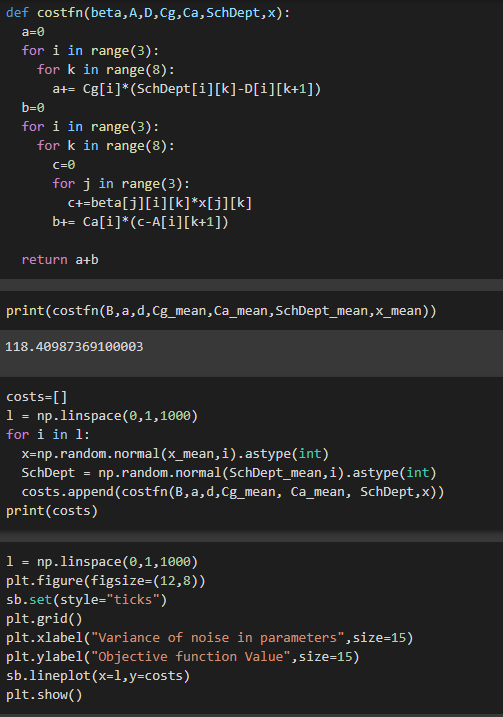 def costfn(beta,A,D,Cg,Ca,SchDept,x):
  a=0
  for i in range(3):
    for k in range(8):
      a+= Cg[i]*(SchDept[i][k]-D[i][k+1])
  b=0
  for i in range(3):
    for k in range(8):
      c=0
      for j in range(3):
        c+=beta[j][i][k]*x[j][k]
      b+= Ca[i]*(c-A[i][k+1])

  return a+b
print(costfn(B,a,d,Cg_mean,Ca_mean,SchDept_mean,x_mean))
118.40987369100003
costs=[]
l = np.linspace(0,1,1000)
for i in l:
  x=np.random.normal(x_mean,i).astype(int)
  SchDept = np.random.normal(SchDept_mean,i).astype(int)
  costs.append(costfn(B,a,d,Cg_mean, Ca_mean, SchDept,x))
print(costs)
l = np.linspace(0,1,1000)
plt.figure(figsize=(12,8))
sb.set(style="ticks")
plt.grid()
plt.xlabel("Variance of noise in parameters",size=15)
plt.ylabel("Objective function Value",size=15)
sb.lineplot(x=l,y=costs)
plt.show()